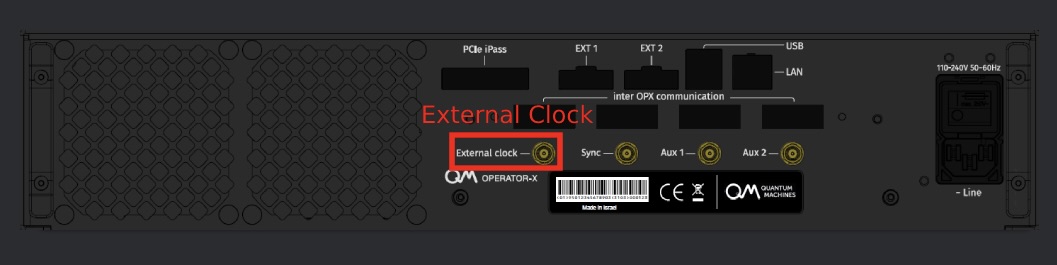 PCIe iPass
EXT 1
EXT 2
USB
LAN
110-240V 50-60Hz
inter OPX communication
External Clock
External clock
Sync
Aux 1
Aux 2
QM OPERATOR-X
Made in Israel
CE
QM QUANTUM
MACHINES
~ Line